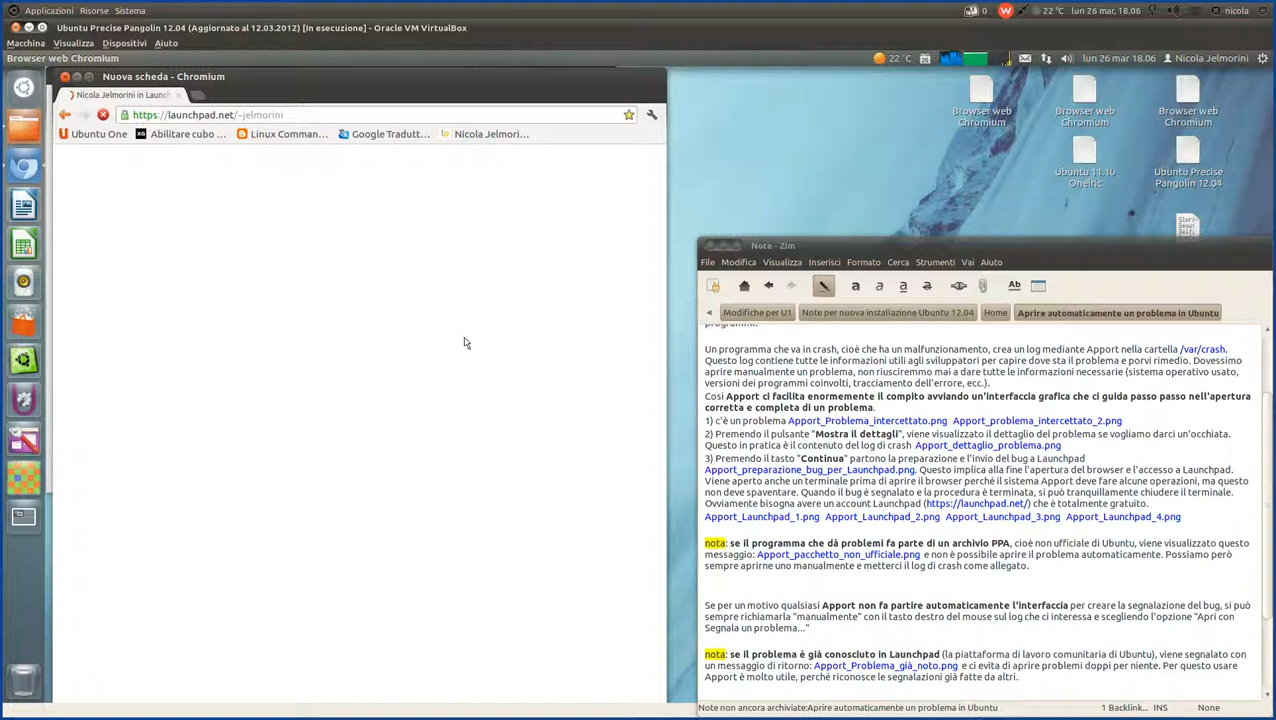 Applicazioni Risorse Sistema
0 22 °C lun 26 mar, 18.06 nicola
Ubuntu Precise Pangolin 12.04 (Aggiornato al 12.03.2012) [In esecuzione] - Oracle VM VirtualBox
Macchina Visualizza Dispositivi Aiuto
Browser web Chromium
22 °C lun 26 mar 18.06 Nicola Jelmorini
Nuova scheda - Chromium
Nicola Jelmorini in Launch
https://launchpad.net/~jelmorini
Ubuntu One Abilitare cubo ... Linux Comman... Google Tradutt... Nicola Jelmori...
Browser web Chromium
Browser web Chromium
Browser web Chromium
Ubuntu 11.10 Oneiric
Ubuntu Precise Pangolin 12.04
Note - Zim
File Modifica Visualizza Inserisci Formato Cerca Strumenti Vai Aiuto
Modifiche per U1 Note per nuova installazione Ubuntu 12.04 Home Aprire automaticamente un problema in Ubuntu
programmi.
Un programma che va in crash, cioè che ha un malfunzionamento, crea un log mediante Apport nella cartella /var/crash.
Questo log contiene tutte le informazioni utili agli sviluppatori per capire dove sta il problema e porvi rimedio. Dovessimo
aprire manualmente un problema, non riusciremmo mai a dare tutte le informazioni necessarie (sistema operativo usato,
versioni dei programmi coinvolti, tracciamento dell'errore, ecc.).
Così Apport ci facilita enormemente il compito avviando un'interfaccia grafica che ci guida passo passo nell'apertura
corretta e completa di un problema.
1) c'è un problema Apport_Problema_intercettato.png Apport_problema_intercettato_2.png
2) Premendo il pulsante "Mostra il dettagli", viene visualizzato il dettaglio del problema se vogliamo darci un'occhiata.
Questo in pratica è il contenuto del log di crash Apport_dettaglio_problema.png
3) Premendo il tasto "Continua" partono la preparazione e l'invio del bug a Launchpad
Apport_preparazione_bug_per_Launchpad.png. Questo implica alla fine l'apertura del browser e l'accesso a Launchpad.
Viene aperto anche un terminale prima di aprire il browser perché il sistema Apport deve fare alcune operazioni, ma questo
non deve spaventare. Quando il bug è segnalato e la procedura è terminata, si può tranquillamente chiudere il terminale.
Ovviamente bisogna avere un account Launchpad (https://launchpad.net/) che è totalmente gratuito.
Apport_Launchpad_1.png Apport_Launchpad_2.png Apport_Launchpad_3.png Apport_Launchpad_4.png
nota: se il programma che dà problemi fa parte di un archivio PPA, cioè non ufficiale di Ubuntu, viene visualizzato questo
messaggio: Apport_pacchetto_non_ufficiale.png e non è possibile aprire il problema automaticamente. Possiamo però
sempre aprirne uno manualmente e metterci il log di crash come allegato.
Se per un motivo qualsiasi Apport non fa partire automaticamente l'interfaccia per creare la segnalazione del bug, si può
sempre richiamarla "manualmente" con il tasto destro del mouse sul log che ci interessa e scegliendo l'opzione "Apri con
Segnala un problema..."
nota: se il problema è già conosciuto in Launchpad (la piattaforma di lavoro comunitaria di Ubuntu), viene segnalato con
un messaggio di ritorno: Apport_Problema_già_noto.png e ci evita di aprire problemi doppi per niente. Per questo usare
Apport è molto utile, perché riconosce le segnalazioni già fatte da altri.
Note non ancora archiviate:Aprire automaticamente un problema in Ubuntu 1 Backlink... INS None